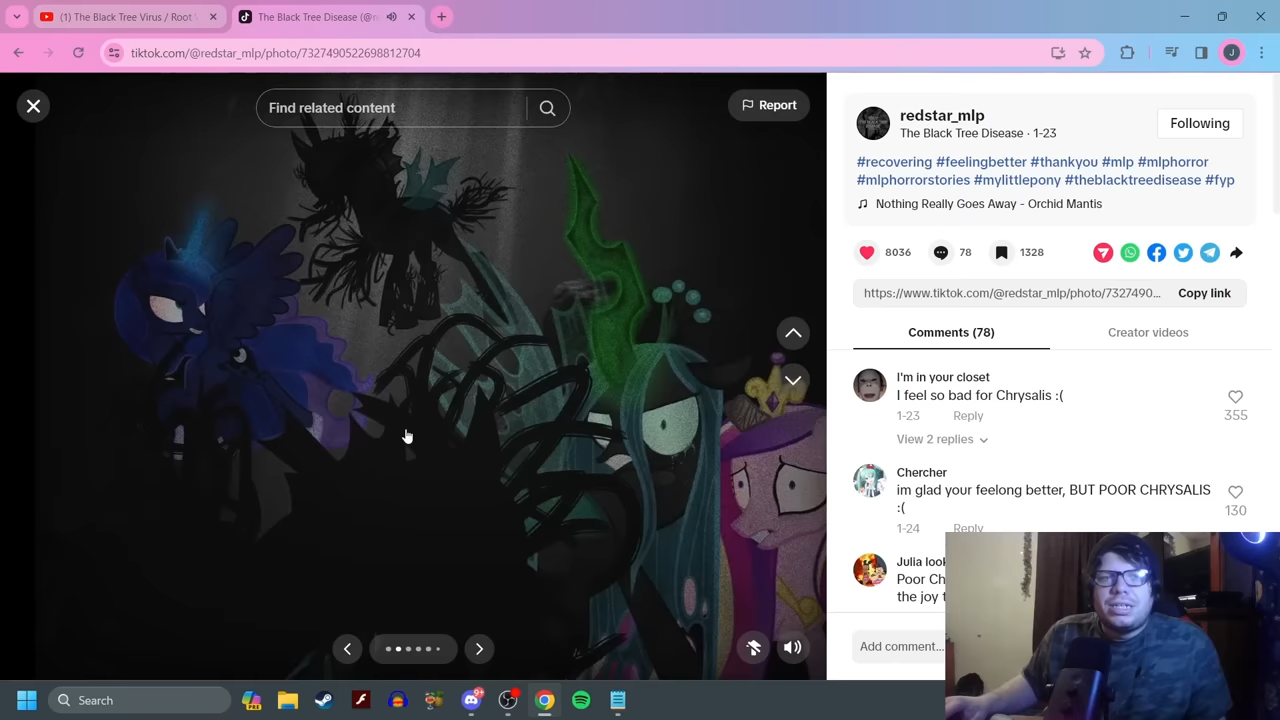 (1) The Black Tree Virus / Root
The Black Tree Disease (@r
tiktok.com/@redstar_mlp/photo/7327490522698812704
J
Find related content
Report
redstar_mlp
The Black Tree Disease · 1-23
Following
#recovering #feelingbetter #thankyou #mlp #mlphorror
#mlphorrorstories #mylittlepony #theblacktreedisease #fyp
Nothing Really Goes Away - Orchid Mantis
8036
78
1328
https://www.tiktok.com/@redstar_mlp/photo/7327490...
Copy link
Comments (78)
Creator videos
I'm in your closet
I feel so bad for Chrysalis :(
1-23
Reply
355
View 2 replies
Chercher
im glad your feelong better, BUT POOR CHRYSALIS
:(
130
1-24
Reply
Julia look
Poor Ch
the joy t
Add comment...
Search
PRE
9+